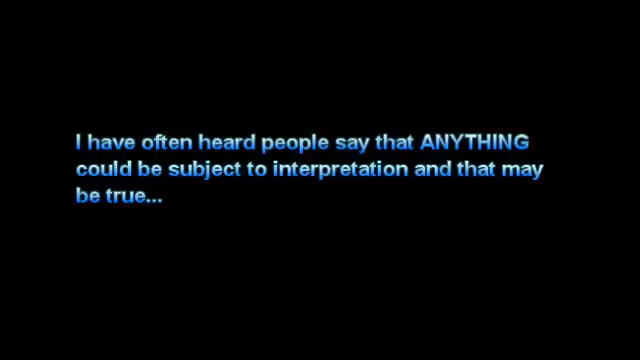 I have often heard people say that ANYTHING
could be subject to interpretation and that may
be true...